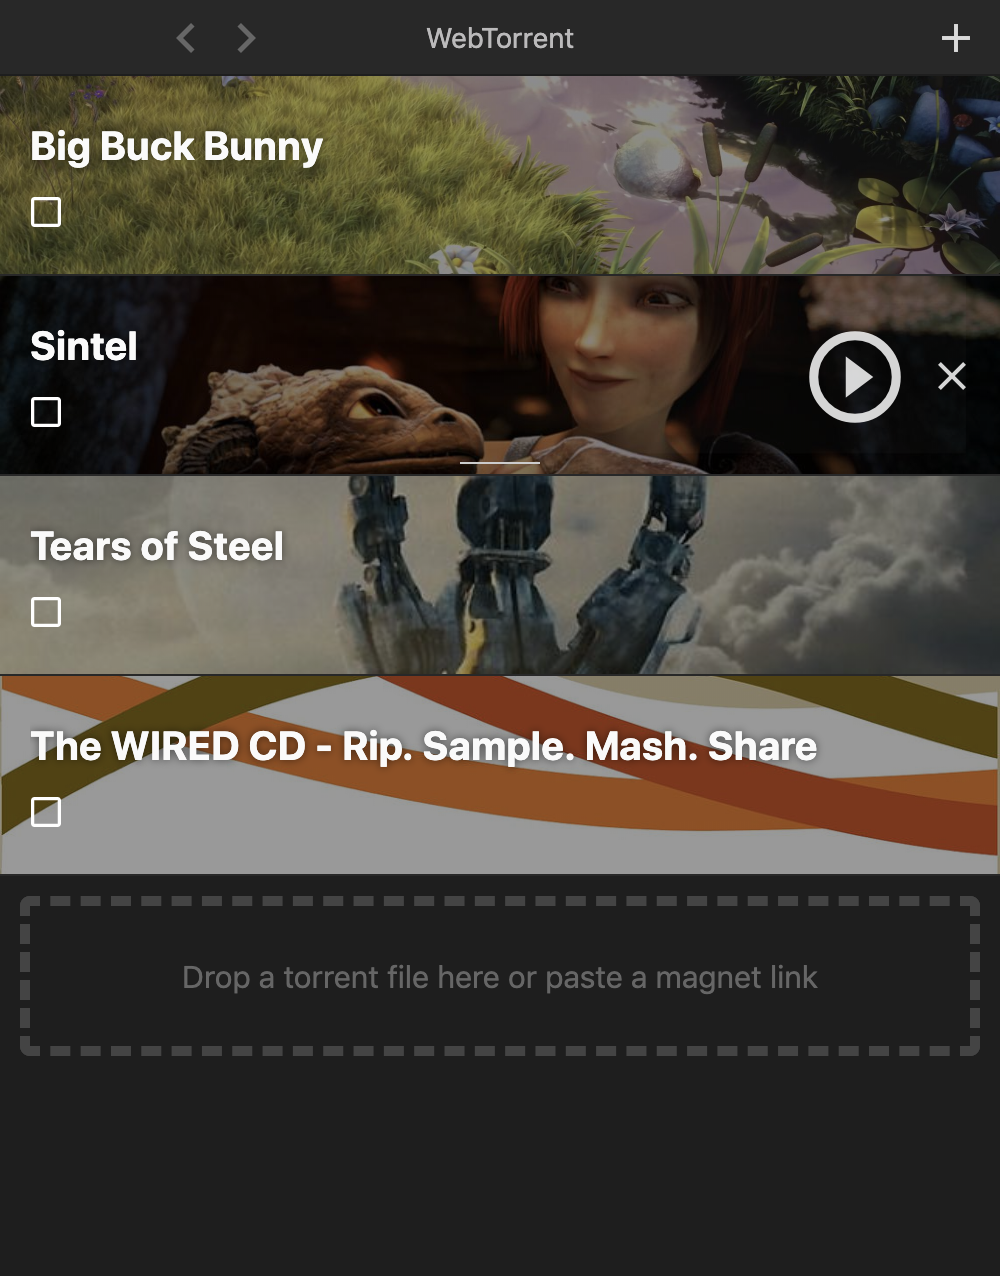 WebTorrent
Big Buck Bunny
Sintel
Tears of Steel
The WIRED CD - Rip. Sample. Mash. Share
Drop a torrent file here or paste a magnet link